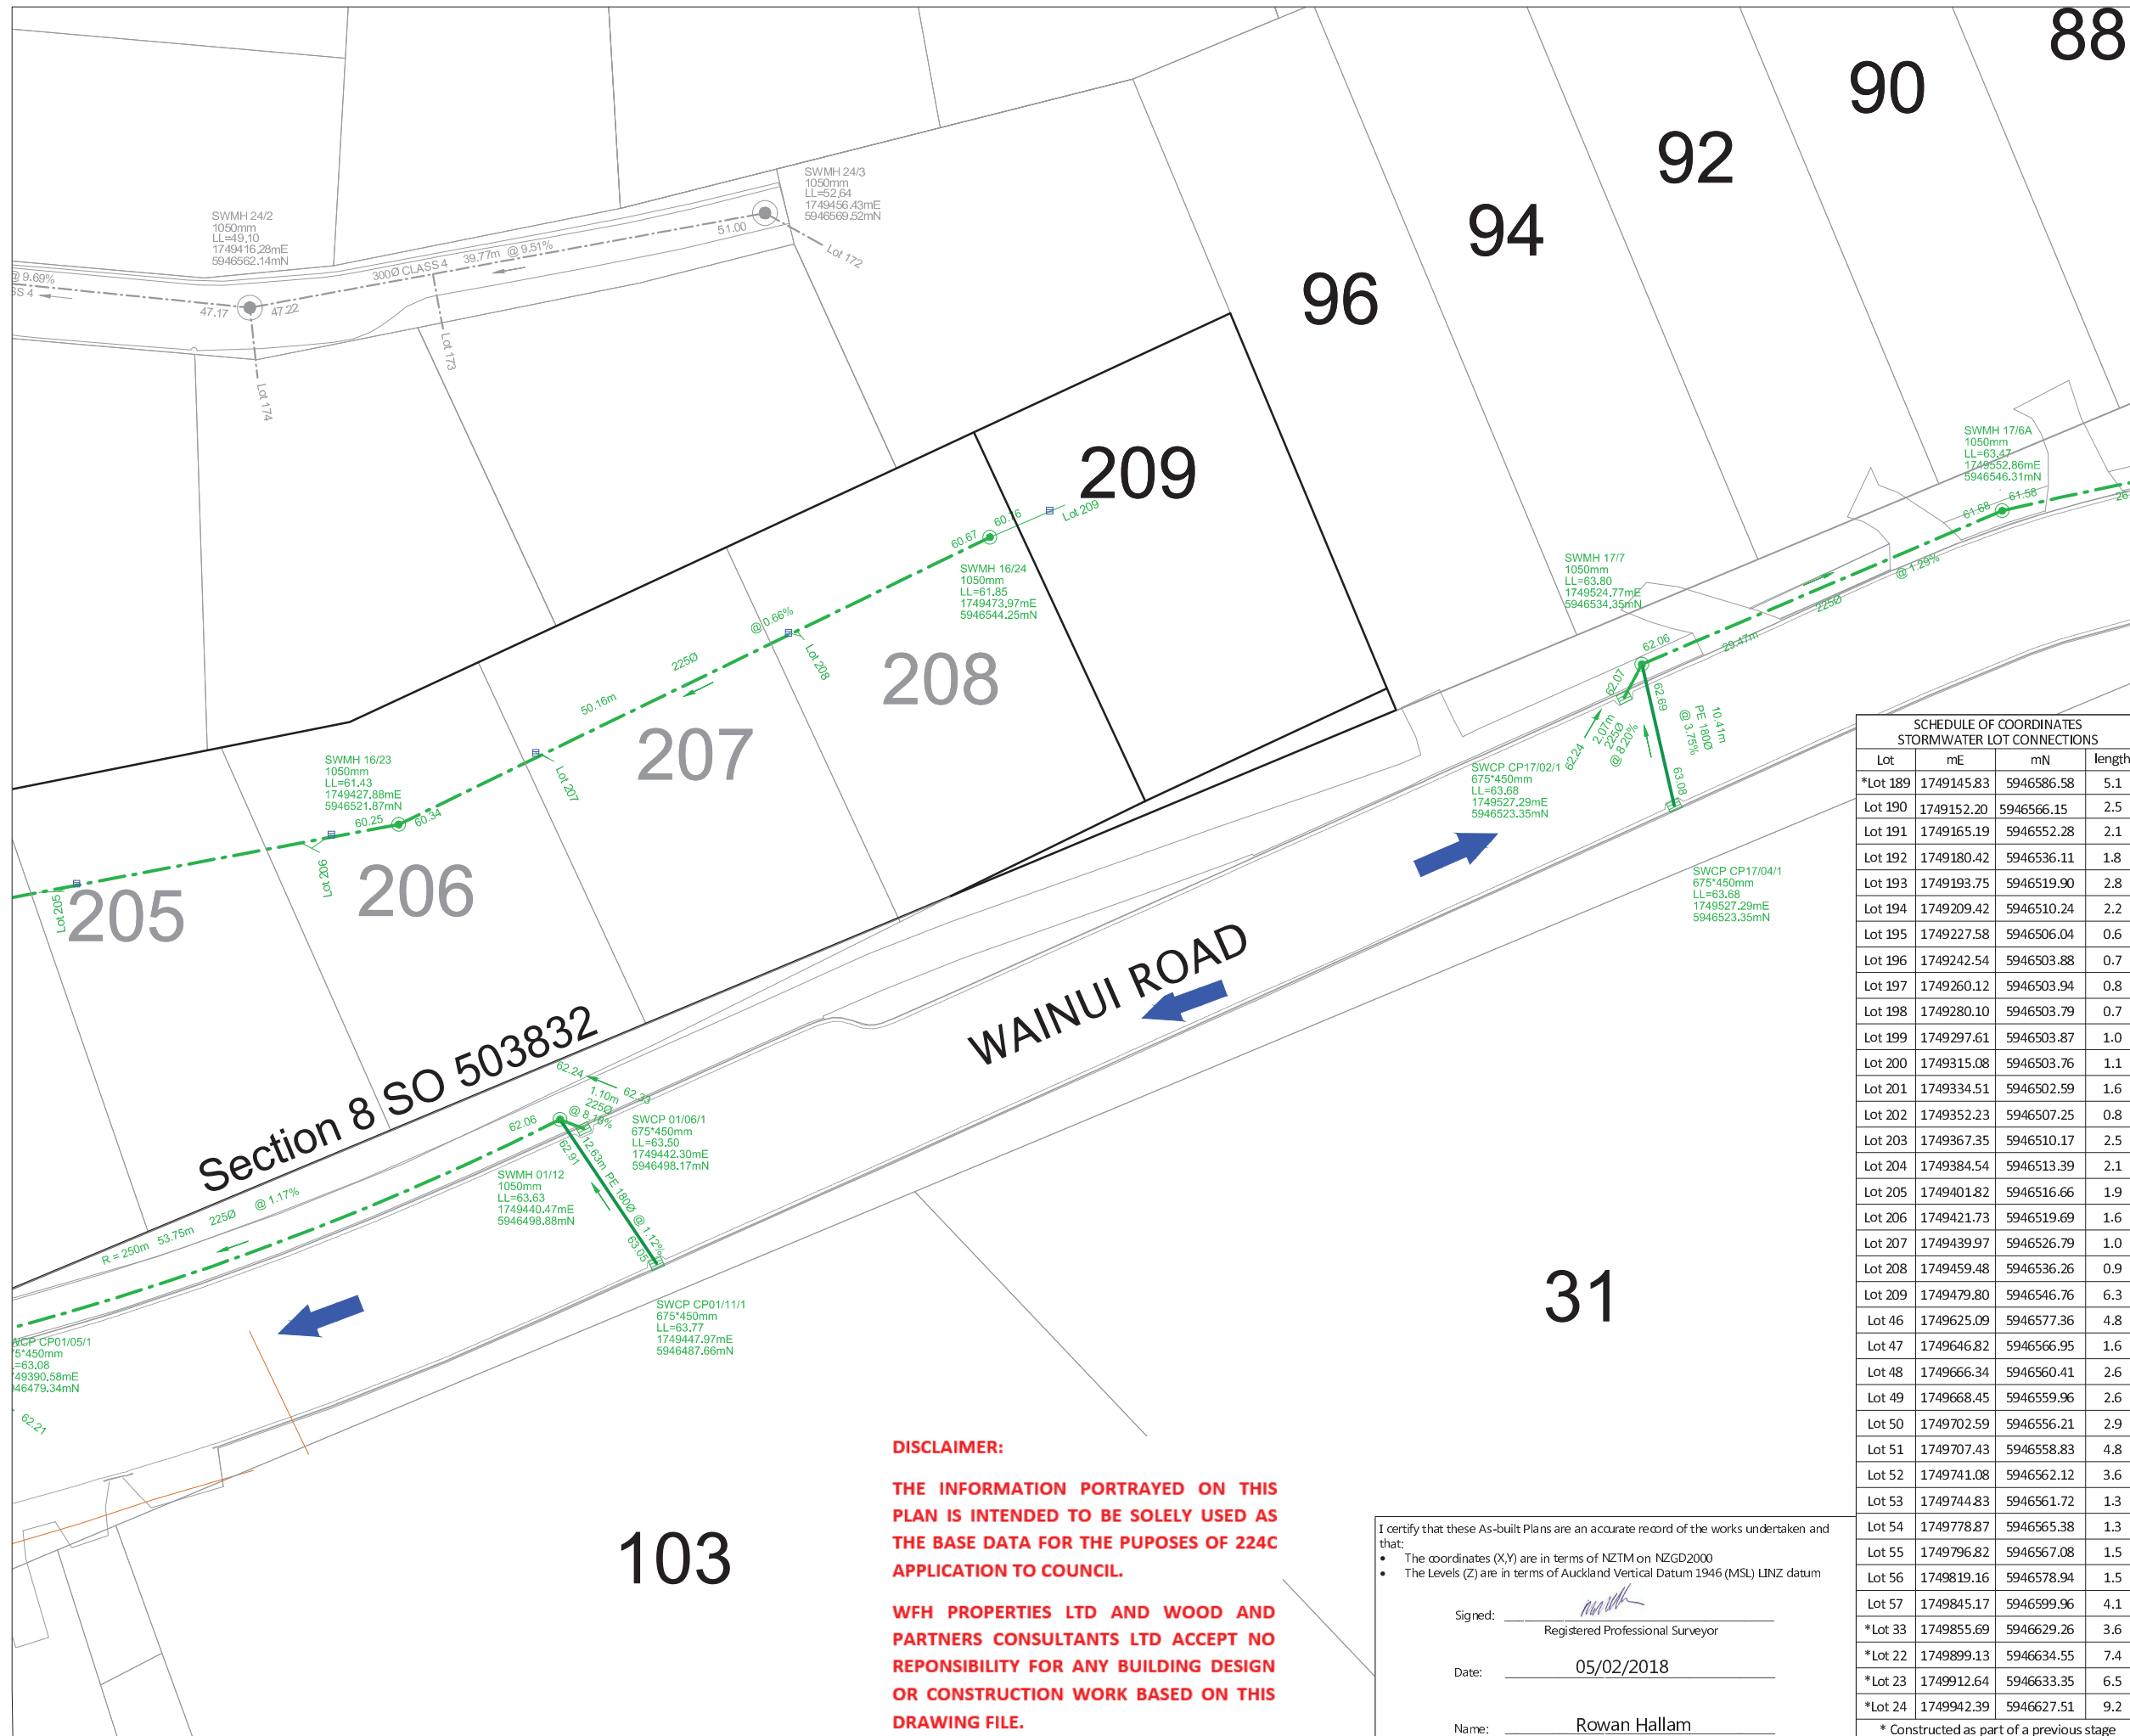 88
90
92
94
96
SWMH 24/3
1050mm
LL=52.64
1749456.43mE
5946569.52mN
SWMH 24/2
1050mm
LL=49.10
1749416.28mE
5946562.14mN
@ 9.69%
SS 4
47.17
47.22
300Ø CLASS 4 39.77m @ 9.51%
51.00
Lot 172
Lot 173
Lot 174
209
Lot 209
60.67
60.76
SWMH 16/24
1050mm
LL=61.85
1749473.97mE
5946544.25mN
SWMH 17/6A
1050mm
LL=63.47
1749552.86mE
5946546.31mN
61.68
61.58
26
@ 1.29%
225Ø
29.47m
SWMH 17/7
1050mm
LL=63.80
1749524.77mE
5946534.35mN
62.06
62.07
62.69
10.41m
PE 180Ø
@ 3.75%
63.08
62.24
2.07m
225Ø
@ 8.20%
@ 0.66%
225Ø
50.16m
Lot 208
208
207
Lot 207
SWMH 16/23
1050mm
LL=61.43
1749427.88mE
5946521.87mN
60.25
60.34
Lot 206
206
205
Lot 205
SWCP CP17/02/1
675*450mm
LL=63.68
1749527.29mE
5946523.35mN
SWCP CP17/04/1
675*450mm
LL=63.68
1749527.29mE
5946523.35mN
WAINUI ROAD
Section 8 SO 503832
62.24
62.33
1.10m
225Ø
@ 8.18%
62.06
62.91
12.63m PE 180Ø @ 1.12%
63.05
SWCP 01/06/1
675*450mm
LL=63.50
1749442.30mE
5946498.17mN
SWMH 01/12
1050mm
LL=63.63
1749440.47mE
5946498.88mN
R = 250m 53.75m 225Ø @ 1.17%
SWCP CP01/11/1
675*450mm
LL=63.77
1749447.97mE
5946487.66mN
WCP CP01/05/1
5*450mm
=63.08
49390.58mE
46479.34mN
62.21
31
103
DISCLAIMER:
THE INFORMATION PORTRAYED ON THIS
PLAN IS INTENDED TO BE SOLELY USED AS
THE BASE DATA FOR THE PUPOSES OF 224C
APPLICATION TO COUNCIL.
WFH PROPERTIES LTD AND WOOD AND
PARTNERS CONSULTANTS LTD ACCEPT NO
REPONSIBILITY FOR ANY BUILDING DESIGN
OR CONSTRUCTION WORK BASED ON THIS
DRAWING FILE.
I certify that these As-built Plans are an accurate record of the works undertaken and
that:
• The coordinates (X,Y) are in terms of NZTM on NZGD2000
• The Levels (Z) are in terms of Auckland Vertical Datum 1946 (MSL) LINZ datum
Signed:
Registered Professional Surveyor
Date: 05/02/2018
Name: Rowan Hallam
SCHEDULE OF COORDINATES
STORMWATER LOT CONNECTIONS
Lot mE mN length
*Lot 189 1749145.83 5946586.58 5.1
Lot 190 1749152.20 5946566.15 2.5
Lot 191 1749165.19 5946552.28 2.1
Lot 192 1749180.42 5946536.11 1.8
Lot 193 1749193.75 5946519.90 2.8
Lot 194 1749209.42 5946510.24 2.2
Lot 195 1749227.58 5946506.04 0.6
Lot 196 1749242.54 5946503.88 0.7
Lot 197 1749260.12 5946503.94 0.8
Lot 198 1749280.10 5946503.79 0.7
Lot 199 1749297.61 5946503.87 1.0
Lot 200 1749315.08 5946503.76 1.1
Lot 201 1749334.51 5946502.59 1.6
Lot 202 1749352.23 5946507.25 0.8
Lot 203 1749367.35 5946510.17 2.5
Lot 204 1749384.54 5946513.39 2.1
Lot 205 1749401.82 5946516.66 1.9
Lot 206 1749421.73 5946519.69 1.6
Lot 207 1749439.97 5946526.79 1.0
Lot 208 1749459.48 5946536.26 0.9
Lot 209 1749479.80 5946546.76 6.3
Lot 46 1749625.09 5946577.36 4.8
Lot 47 1749646.82 5946566.95 1.6
Lot 48 1749666.34 5946560.41 2.6
Lot 49 1749668.45 5946559.96 2.6
Lot 50 1749702.59 5946556.21 2.9
Lot 51 1749707.43 5946558.83 4.8
Lot 52 1749741.08 5946562.12 3.6
Lot 53 1749744.83 5946561.72 1.3
Lot 54 1749778.87 5946565.38 1.3
Lot 55 1749796.82 5946567.08 1.5
Lot 56 1749819.16 5946578.94 1.5
Lot 57 1749845.17 5946599.96 4.1
*Lot 33 1749855.69 5946629.26 3.6
*Lot 22 1749899.13 5946634.55 7.4
*Lot 23 1749912.64 5946633.35 6.5
*Lot 24 1749942.39 5946627.51 9.2
* Constructed as part of a previous stage